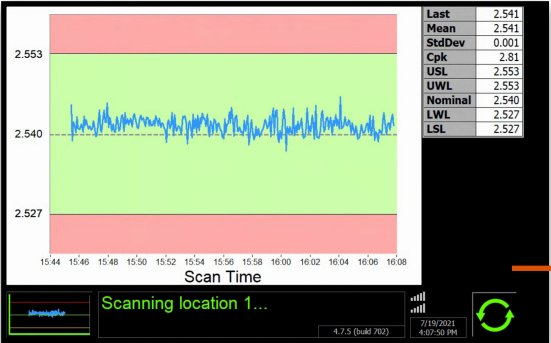 2.553
2.540
2.527
15:44 15:46 15:48 15:50 15:52 15:54 15:56 15:58 16:00 16:02 16:04 16:06 16:08
Scan Time
Last 2.541
Mean 2.541
StdDev 0.001
Cpk 2.81
USL 2.553
UWL 2.553
Nominal 2.540
LWL 2.527
LSL 2.527
Scanning location 1...
4.7.5 (build 702)
7/19/2021
4:07:50 PM